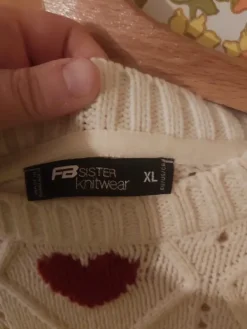 FB SISTER
knitwear XL